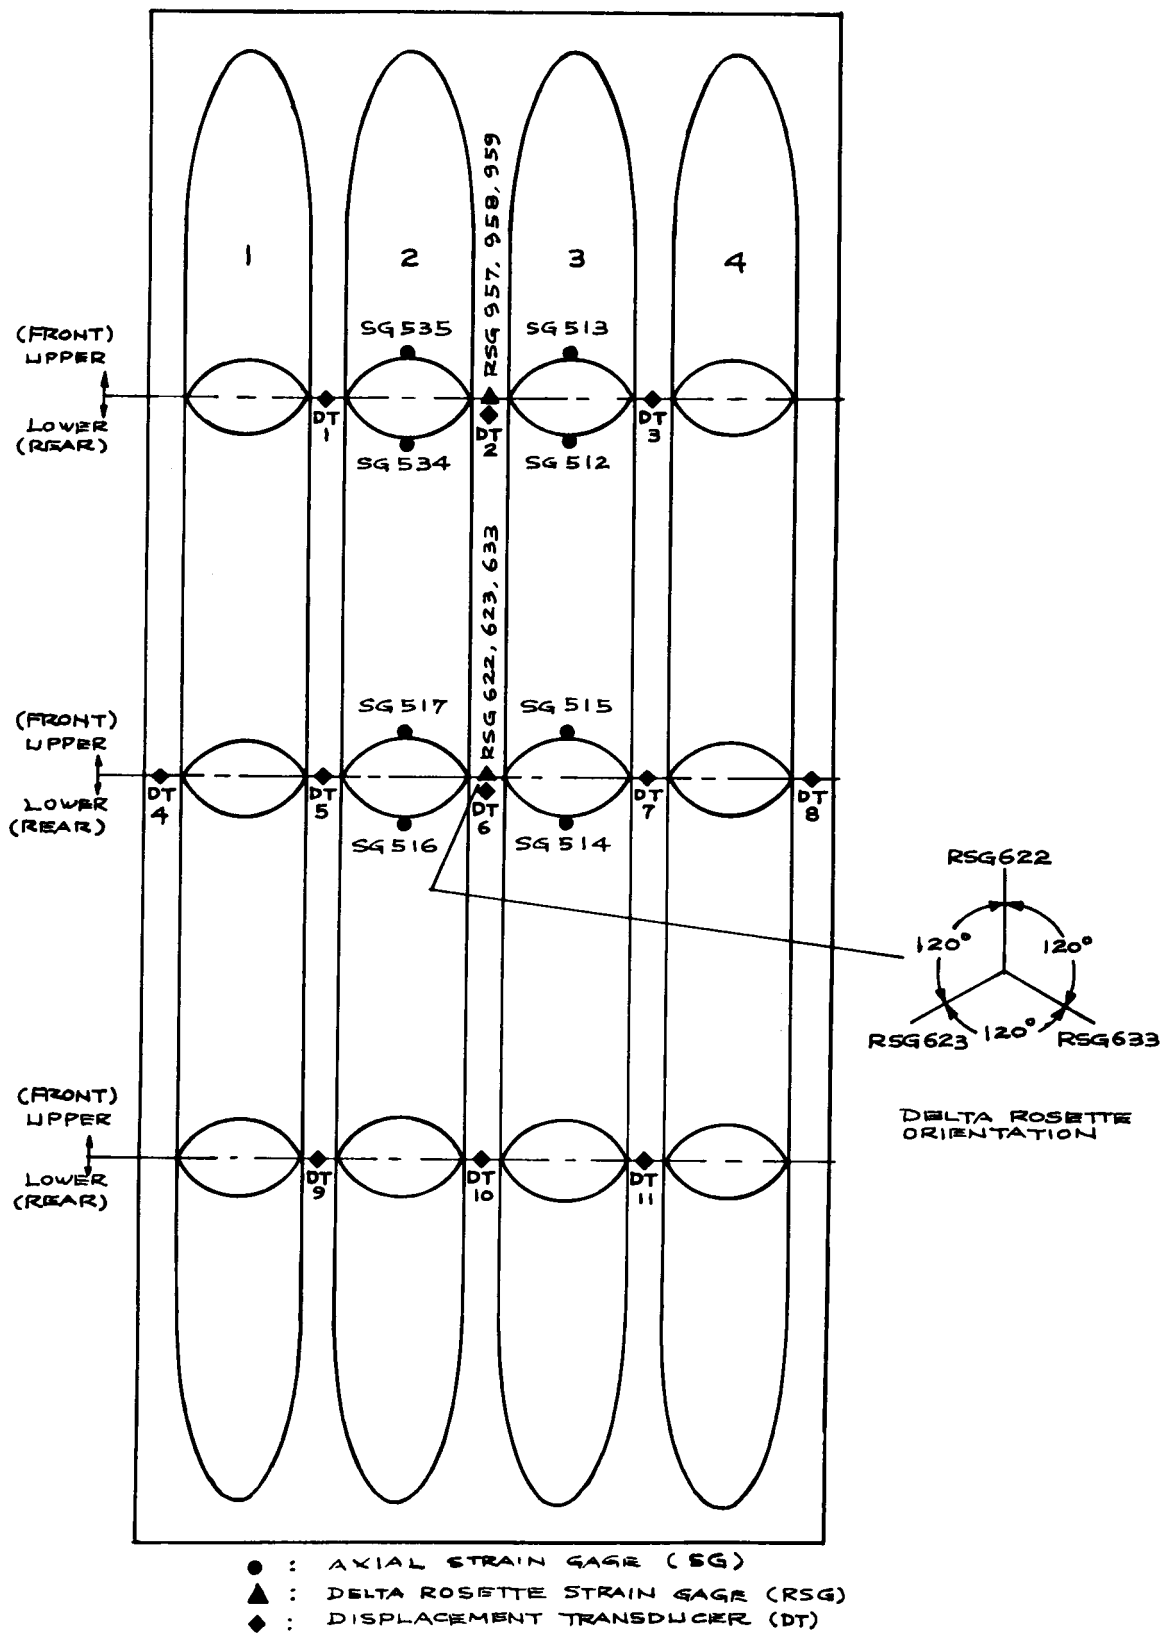 RSG 957, 958, 959
1
2
3
4
SG 535
SG 513
(FRONT)
UPPER
LOWER
(REAR)
DT
1
DT
2
DT
3
SG 534
SG 512
RSG 622, 623, 633
SG 517
SG 515
(FRONT)
UPPER
LOWER
(REAR)
DT
4
DT
5
DT
6
DT
7
DT
8
SG 516
SG 514
RSG622
120°
120°
RSG623
120°
RSG633
DELTA ROSETTE
ORIENTATION
(FRONT)
UPPER
LOWER
(REAR)
DT
9
DT
10
DT
11
● : AXIAL STRAIN GAGE (SG)
▲ : DELTA ROSETTE STRAIN GAGE (RSG)
◆ : DISPLACEMENT TRANSDUCER (DT)